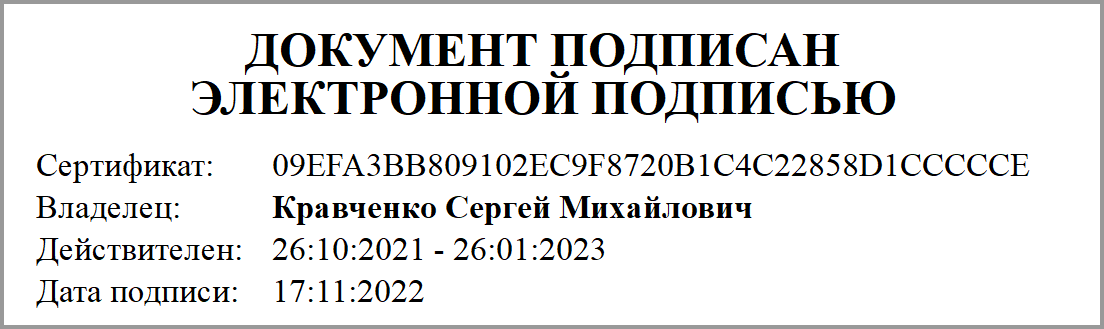 ДОКУМЕНТ ПОДПИСАН
ЭЛЕКТРОННОЙ ПОДПИСЬЮ
Сертификат: 09EFA3BB809102EC9F8720B1C4C22858D1CCCCCE
Владелец: Кравченко Сергей Михайлович
Действителен: 26:10:2021 - 26:01:2023
Дата подписи: 17:11:2022